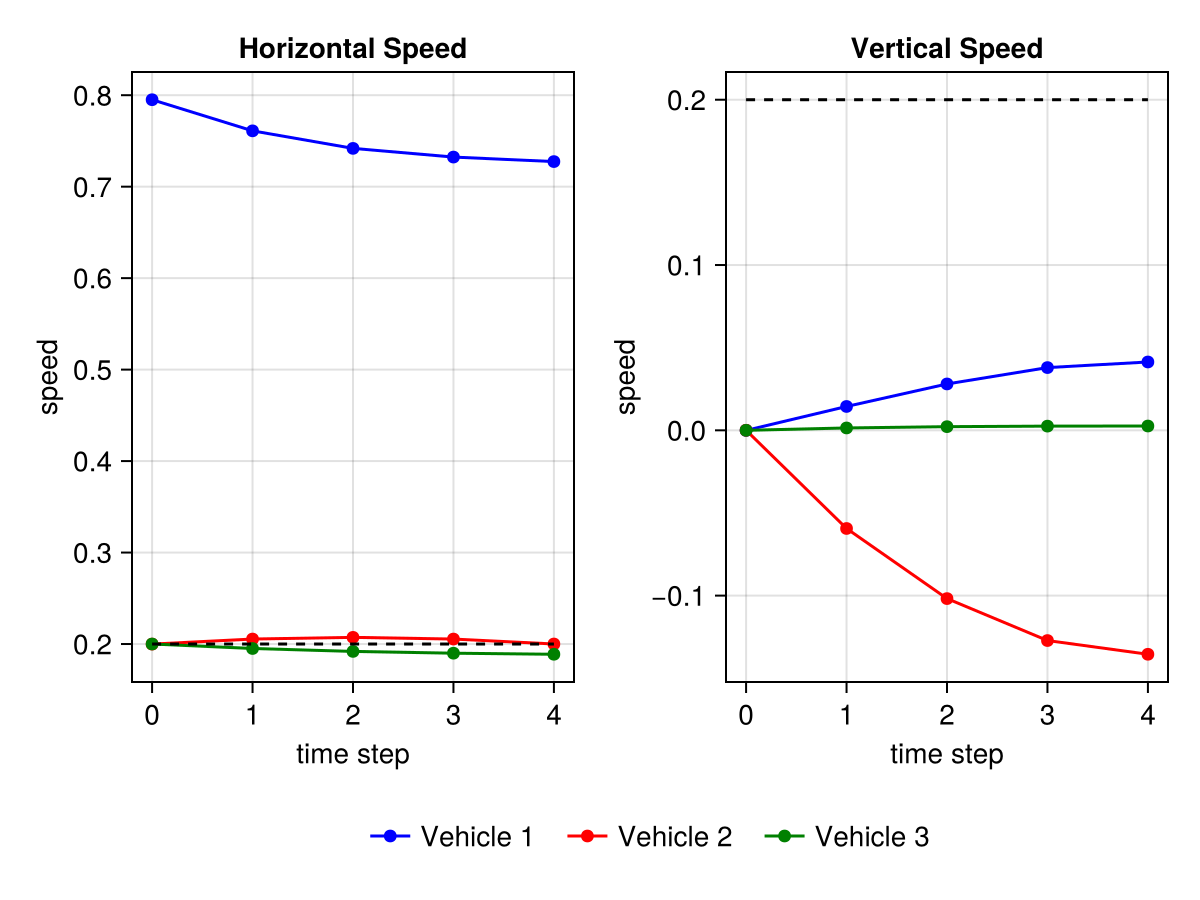 Horizontal Speed
0.8
0.7
0.6
0.5
0.4
0.3
0.2
speed
0 1 2 3 4
time step
Vertical Speed
0.2
0.1
0.0
−0.1
speed
0 1 2 3 4
time step
Vehicle 1 Vehicle 2 Vehicle 3